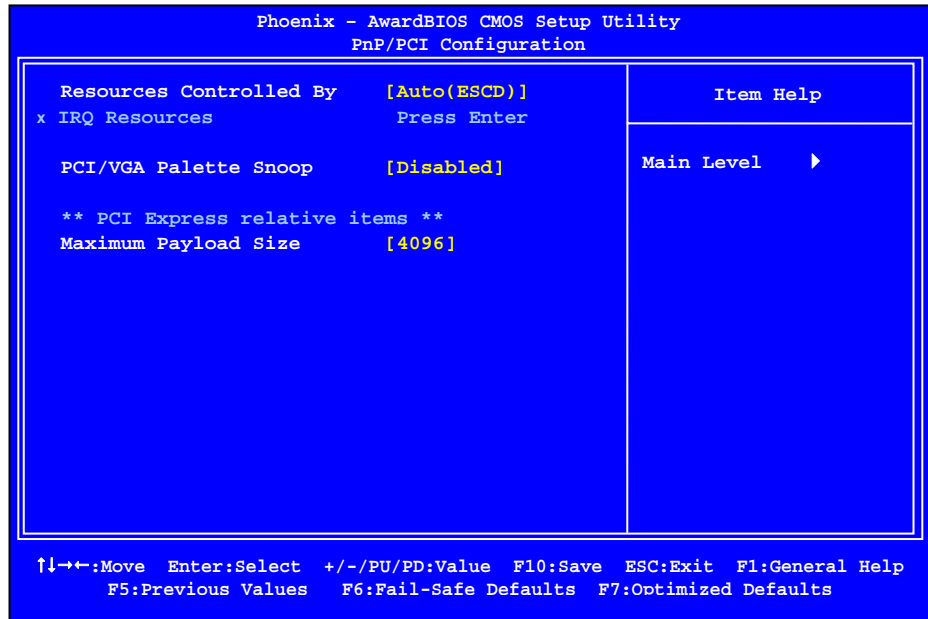 Phoenix – AwardBIOS CMOS Setup Utility
PnP/PCI Configuration
Resources Controlled By [Auto(ESCD)]
x IRQ Resources Press Enter
PCI/VGA Palette Snoop [Disabled]
** PCI Express relative items **
Maximum Payload Size [4096]
Item Help
Main Level ▶
↑↓→←:Move Enter:Select +/-/PU/PD:Value F10:Save ESC:Exit F1:General Help
F5:Previous Values F6:Fail-Safe Defaults F7:Optimized Defaults